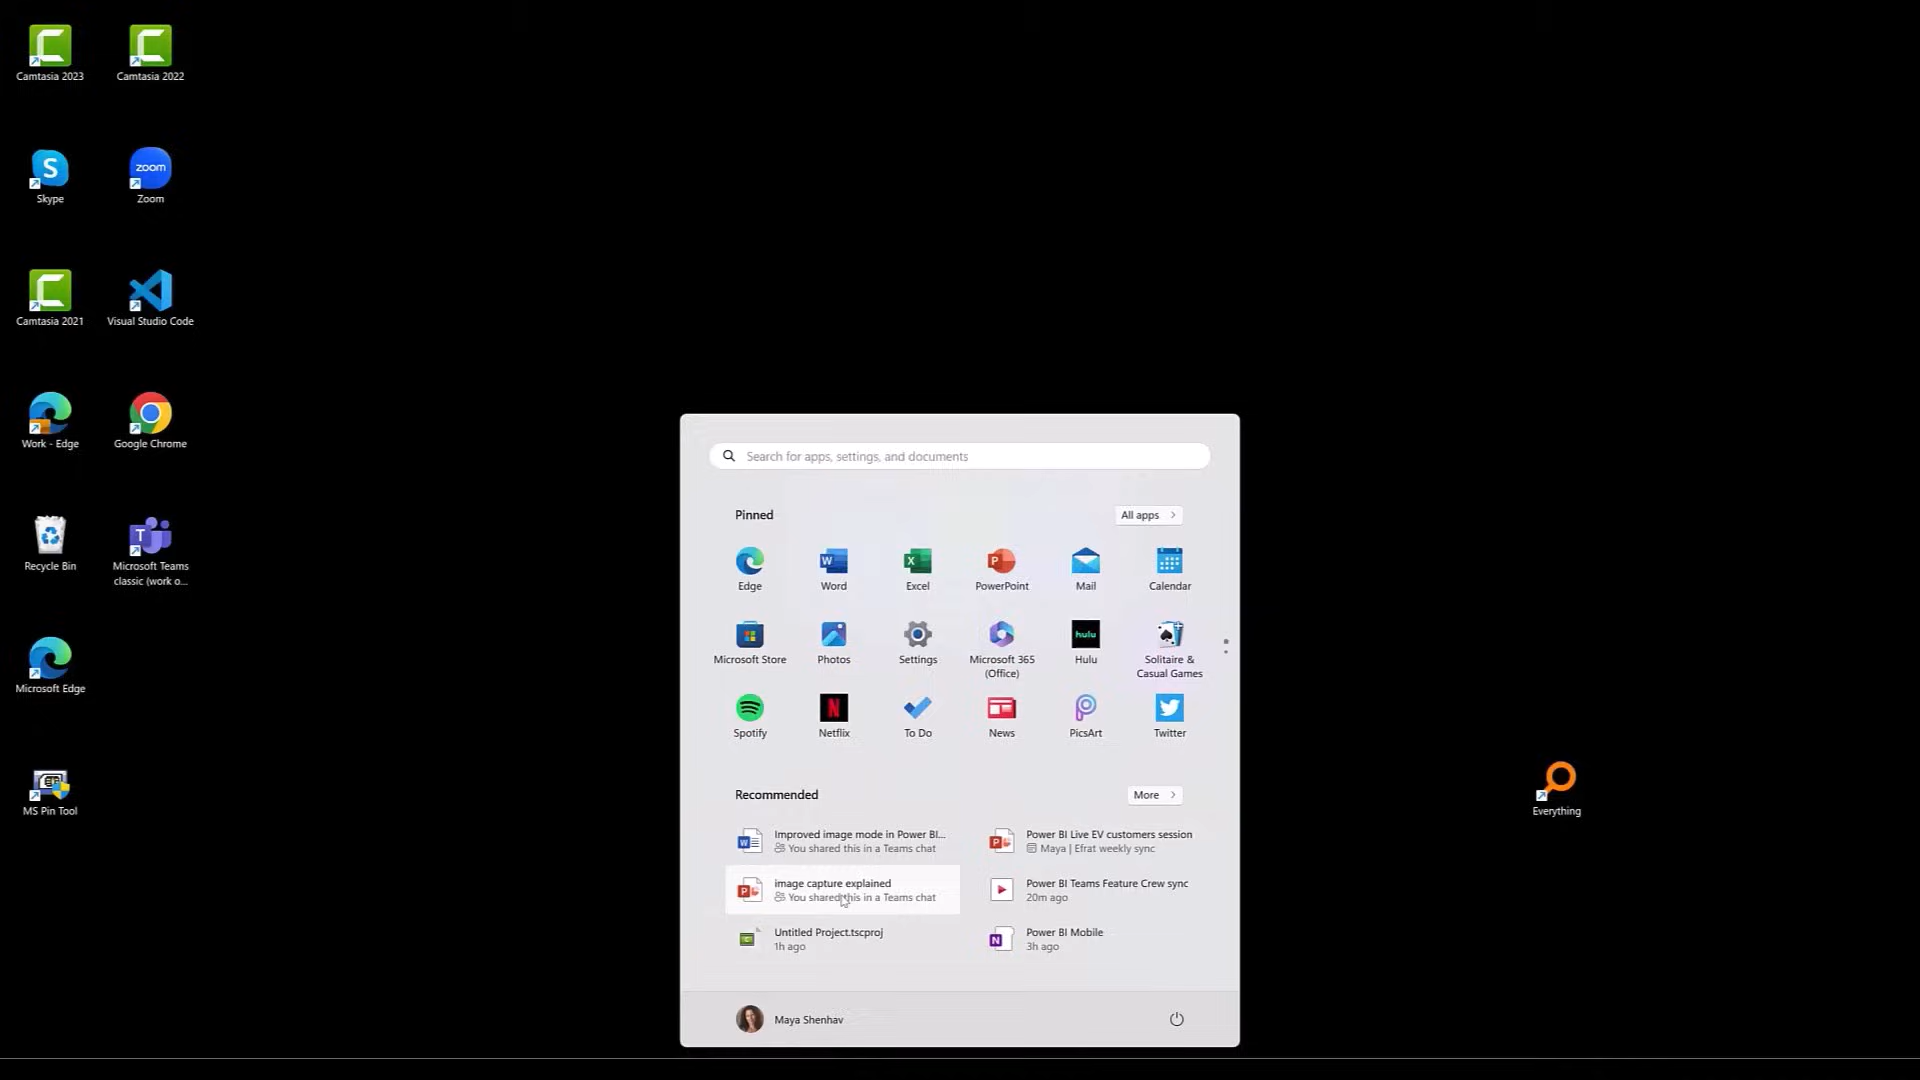 Camtasia 2023
Camtasia 2022
Skype
zoom
Zoom
Camtasia 2021
Visual Studio Code
Work - Edge
Google Chrome
Recycle Bin
Microsoft Teams
classic (work o...
Microsoft Edge
MS Pin Tool
Everything
Search for apps, settings, and documents
Pinned
All apps
Edge
Word
Excel
PowerPoint
Mail
Calendar
Microsoft Store
Photos
Settings
Microsoft 365
(Office)
hulu
Hulu
Solitaire &
Casual Games
Spotify
Netflix
To Do
News
PicsArt
Twitter
Recommended
More
Improved image mode in Power BI...
You shared this in a Teams chat
Power BI Live EV customers session
Maya | Efrat weekly sync
image capture explained
You shared this in a Teams chat
Power BI Teams Feature Crew sync
20m ago
Untitled Project.tscproj
1h ago
Power BI Mobile
3h ago
Maya Shenhav